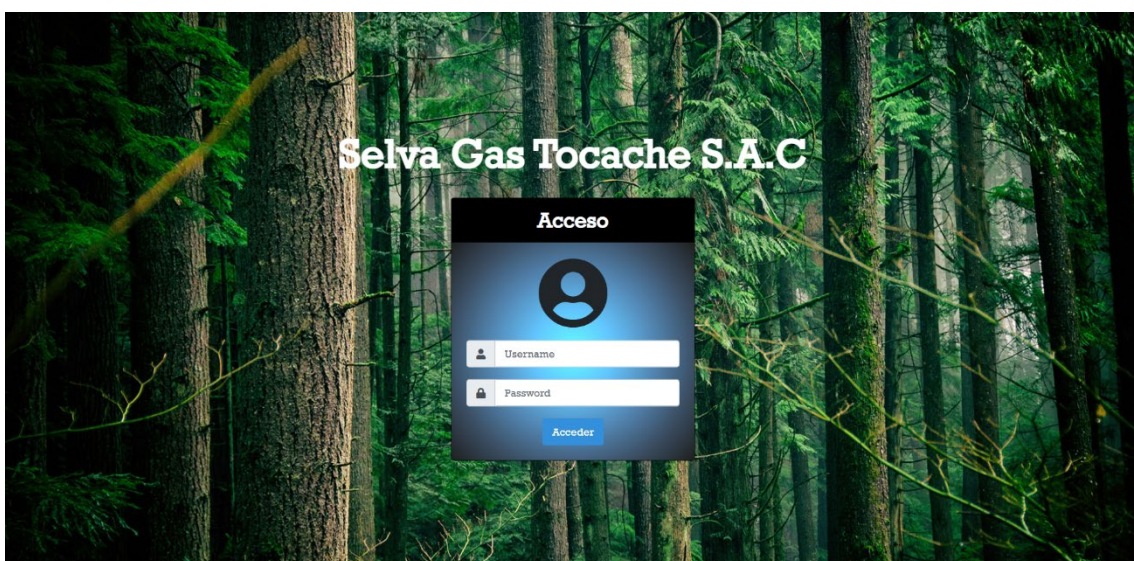 Selva Gas Tocache S.A.C
Acceso
Username
Password
Acceder